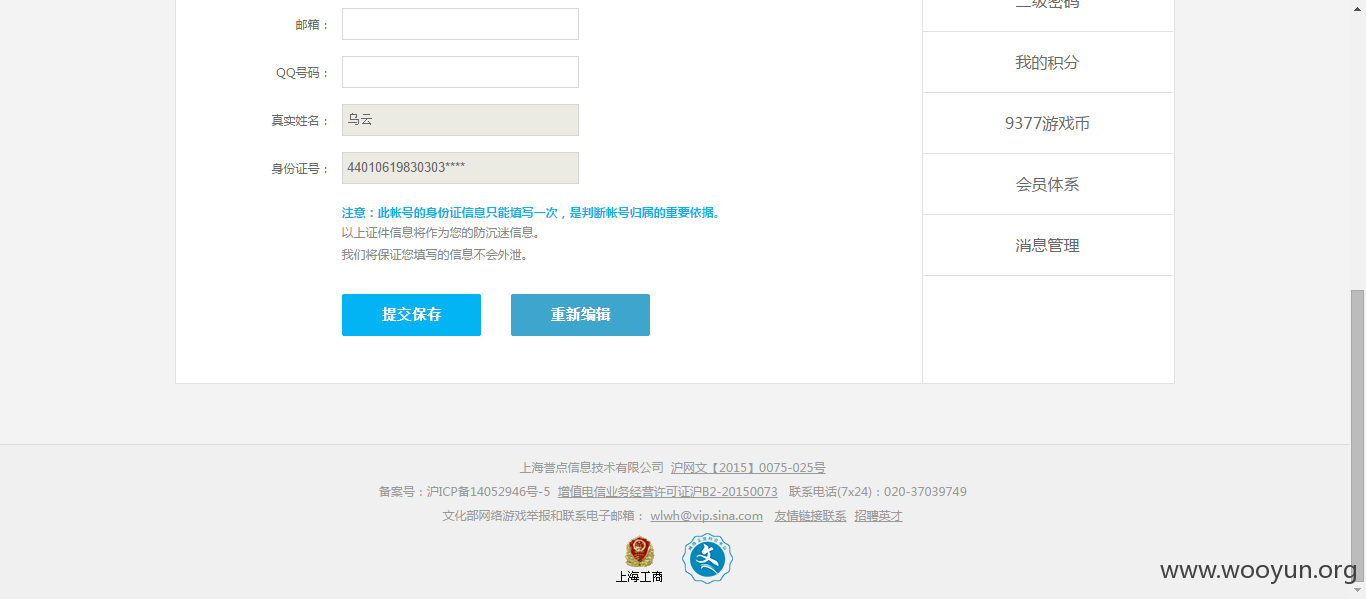 二级密码
邮箱：
QQ号码：
我的积分
真实姓名：乌云
9377游戏币
身份证号：44010619830303****
会员体系
注意：此帐号的身份证信息只能填写一次，是判断帐号归属的重要依据。
以上证件信息将作为您的防沉迷信息。
消息管理
我们将保证您填写的信息不会外泄。
提交保存 重新编辑
上海誉点信息技术有限公司 沪网文【2015】0075-025号
备案号：沪ICP备14052946号-5 增值电信业务经营许可证沪B2-20150073 联系电话(7x24)：020-37039749
文化部网络游戏举报和联系电子邮箱： wlwh@vip.sina.com 友情链接联系 招聘英才
上海工商
www.wooyun.org